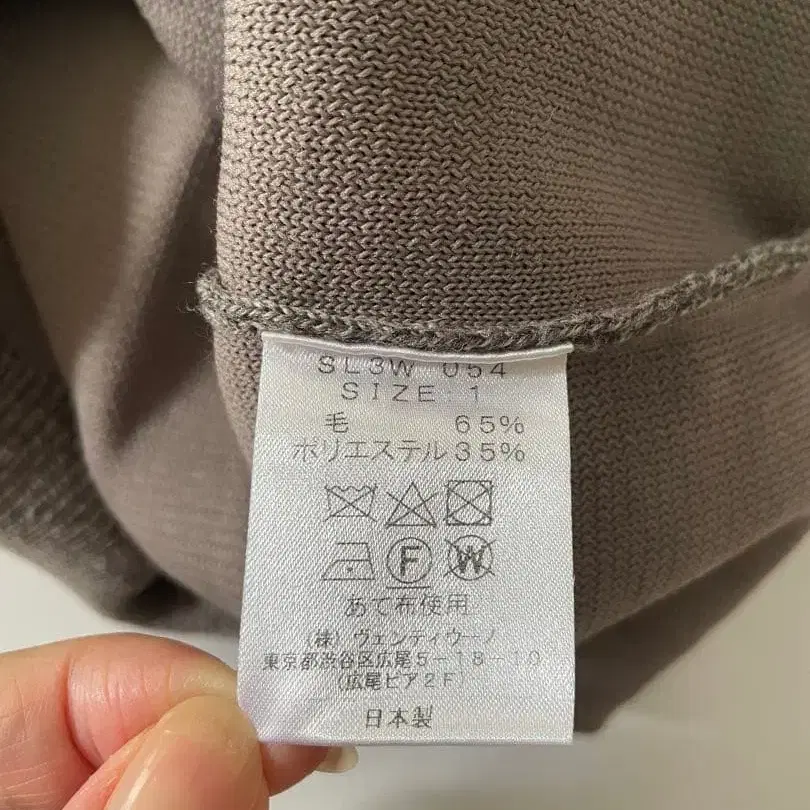 SL3W 054
SIZE:1
毛 65%
ポリエステル35%
F W
あて布使用
(株) ヴェンティウーノ
東京都渋谷区広尾5-18-10
(広尾ピア2F)
日本製